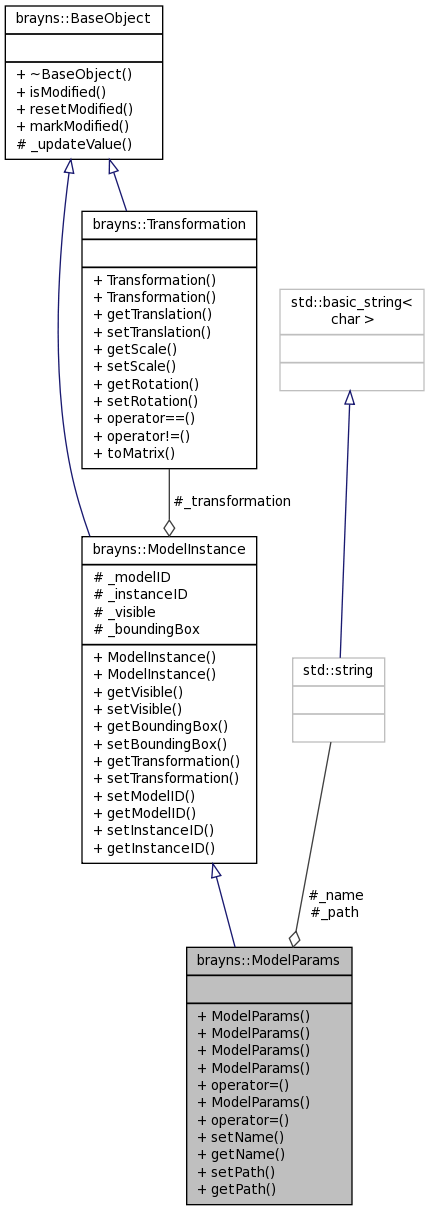 brayns::BaseObject
+ ~BaseObject()
+ isModified()
+ resetModified()
+ markModified()
# _updateValue()
brayns::Transformation
+ Transformation()
+ Transformation()
+ getTranslation()
+ setTranslation()
+ getScale()
+ setScale()
+ getRotation()
+ setRotation()
+ operator==()
+ operator!=()
+ toMatrix()
std::basic_string<
char >
#_transformation
brayns::ModelInstance
# _modelID
# _instanceID
# _visible
# _boundingBox
+ ModelInstance()
+ ModelInstance()
+ getVisible()
+ setVisible()
+ getBoundingBox()
+ setBoundingBox()
+ getTransformation()
+ setTransformation()
+ setModelID()
+ getModelID()
+ setInstanceID()
+ getInstanceID()
std::string
#_name
#_path
brayns::ModelParams
+ ModelParams()
+ ModelParams()
+ ModelParams()
+ ModelParams()
+ operator=()
+ ModelParams()
+ operator=()
+ setName()
+ getName()
+ setPath()
+ getPath()